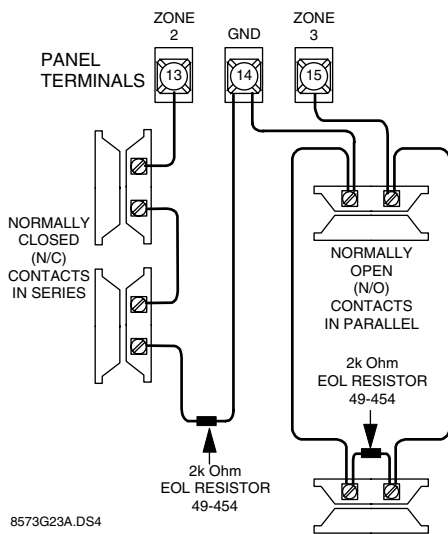 ZONE
2
GND
ZONE
3
PANEL
TERMINALS
13
14
15
NORMALLY
CLOSED
(N/C)
CONTACTS
IN SERIES
NORMALLY
OPEN
(N/O)
CONTACTS
IN PARALLEL
2k Ohm
EOL RESISTOR
49-454
2k Ohm
EOL RESISTOR
49-454
8573G23A.DS4